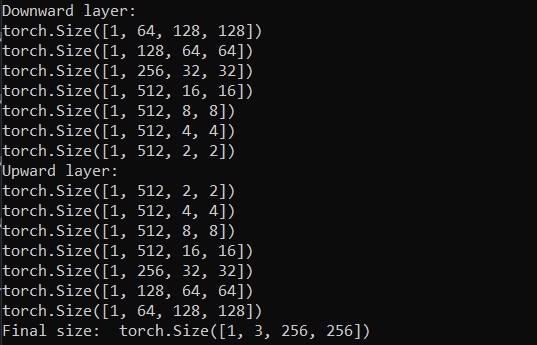 Downward layer:
torch.Size([1, 64, 128, 128])
torch.Size([1, 128, 64, 64])
torch.Size([1, 256, 32, 32])
torch.Size([1, 512, 16, 16])
torch.Size([1, 512, 8, 8])
torch.Size([1, 512, 4, 4])
torch.Size([1, 512, 2, 2])
Upward layer:
torch.Size([1, 512, 2, 2])
torch.Size([1, 512, 4, 4])
torch.Size([1, 512, 8, 8])
torch.Size([1, 512, 16, 16])
torch.Size([1, 256, 32, 32])
torch.Size([1, 128, 64, 64])
torch.Size([1, 64, 128, 128])
Final size:  torch.Size([1, 3, 256, 256])